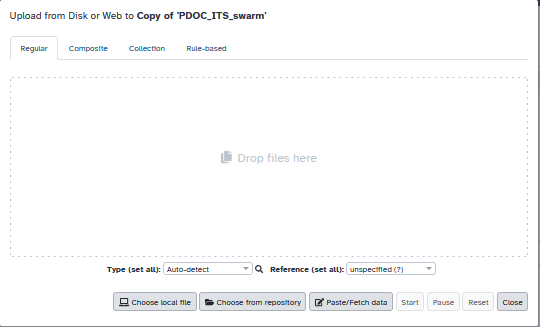 Upload from Disk or Web to Copy of 'PDOC_ITS_swarm'
Regular Composite Collection Rule-based
Drop files here
Type (set all): Auto-detect Reference (set all): unspecified (?)
Choose local file Choose from repository Paste/Fetch data Start Pause Reset Close